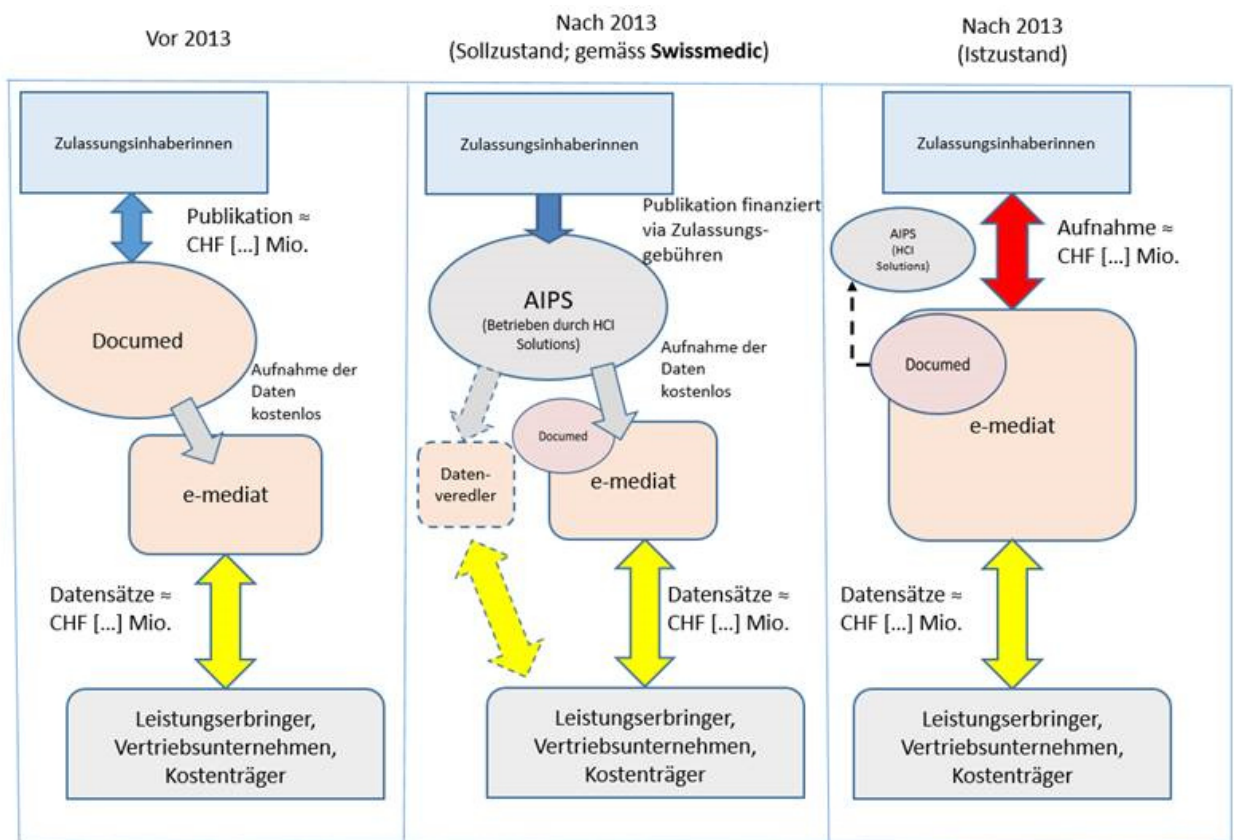 Vor 2013
Zulassungsinhaberinnen
Publikation ≈
CHF [...] Mio.
Documed
Aufnahme der
Daten
kostenlos
e-mediat
Datensätze ≈
CHF [...] Mio.
Leistungserbringer,
Vertriebsunternehmen,
Kostenträger
Nach 2013
(Sollzustand; gemäss Swissmedic)
Zulassungsinhaberinnen
Publikation finanziert
via Zulassungs-
gebühren
AIPS
(Betrieben durch HCI
Solutions)
Aufnahme der
Daten
kostenlos
Documed
Daten-
veredler
e-mediat
Datensätze ≈
CHF [...] Mio.
Leistungserbringer,
Vertriebsunternehmen,
Kostenträger
Nach 2013
(Istzustand)
Zulassungsinhaberinnen
AIPS
(HCI
Solutions)
Aufnahme ≈
CHF [...] Mio.
Documed
e-mediat
Datensätze ≈
CHF [...] Mio.
Leistungserbringer,
Vertriebsunternehmen,
Kostenträger